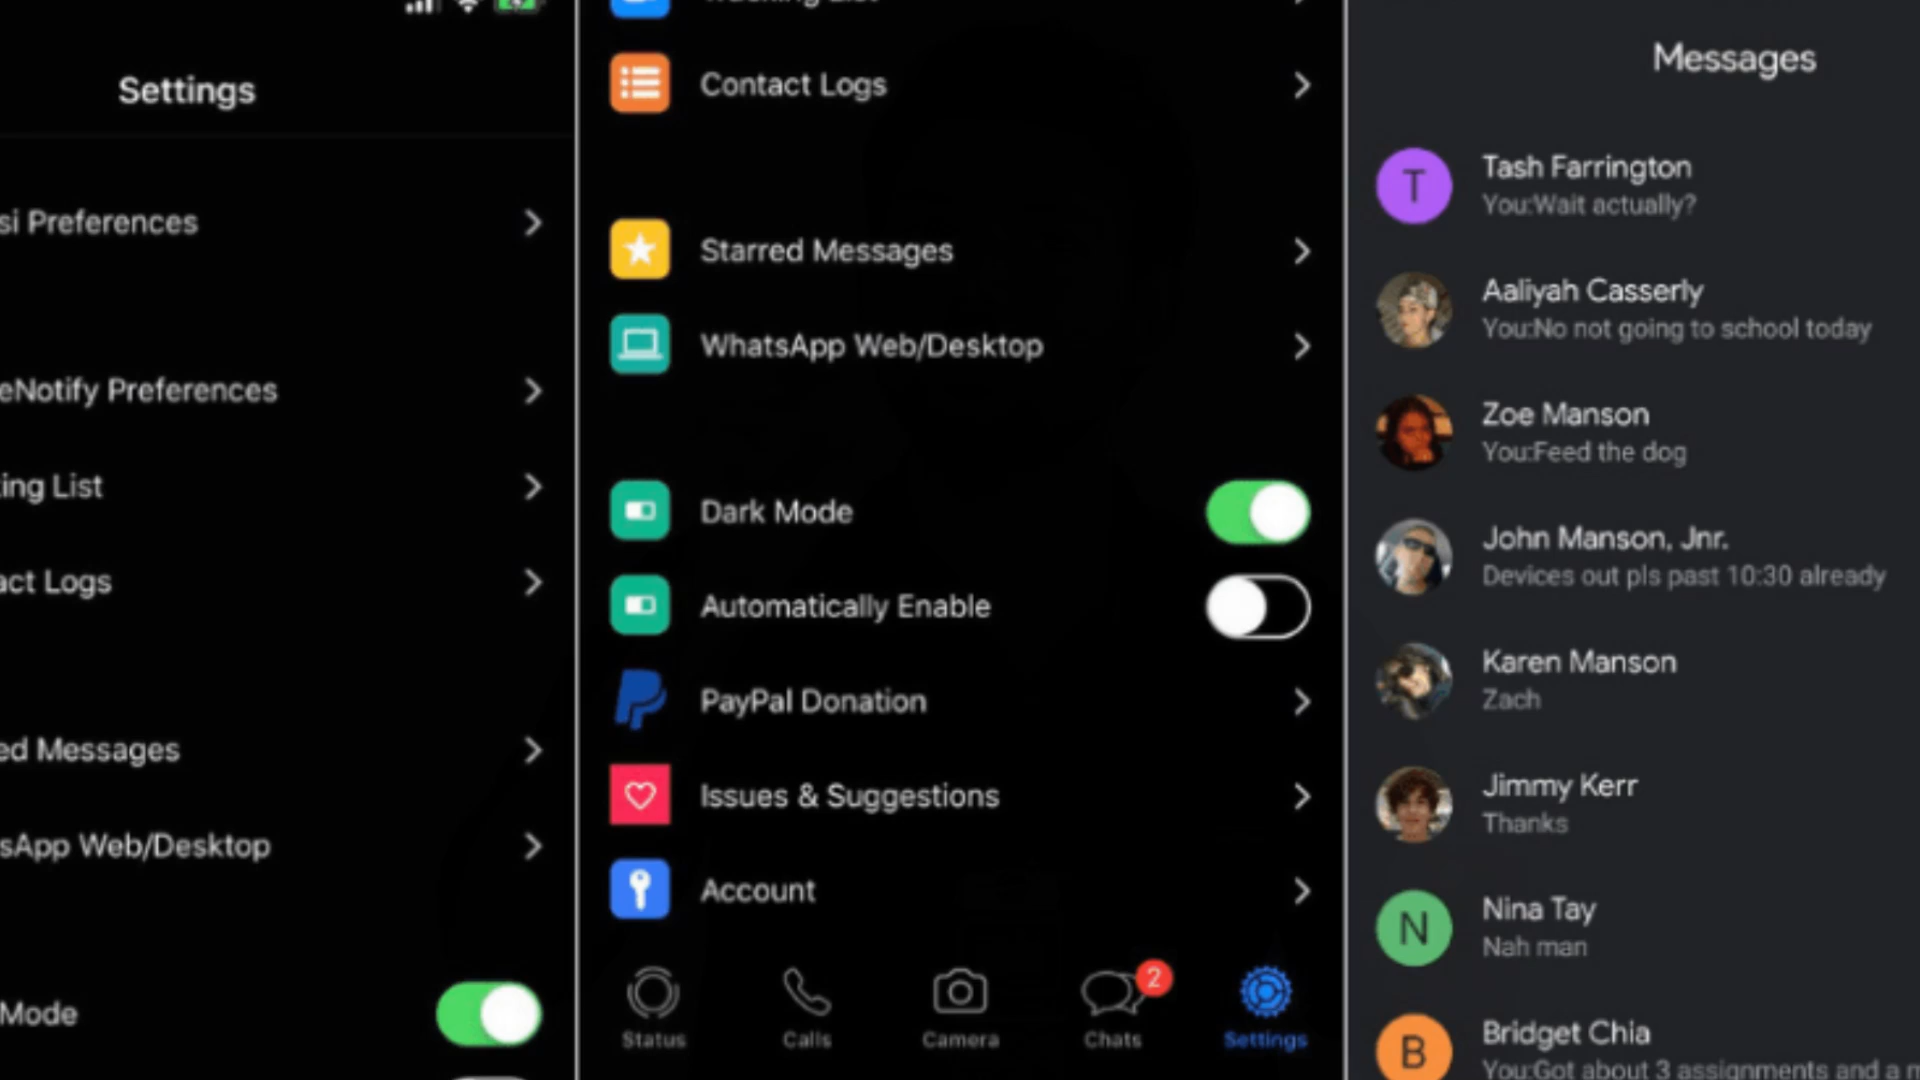 Settings
si Preferences
eNotify Preferences
ing List
act Logs
ed Messages
sApp Web/Desktop
Mode
Contact Logs
Starred Messages
WhatsApp Web/Desktop
Dark Mode
Automatically Enable
PayPal Donation
Issues & Suggestions
Account
Status
Calls
Camera
Chats
2
Settings
Messages
T
Tash Farrington
You:Wait actually?
Aaliyah Casserly
You:No not going to school today
Zoe Manson
You:Feed the dog
John Manson, Jnr.
Devices out pls past 10:30 already
Karen Manson
Zach
Jimmy Kerr
Thanks
N
Nina Tay
Nah man
B
Bridget Chia
You:Got about 3 assignments and a